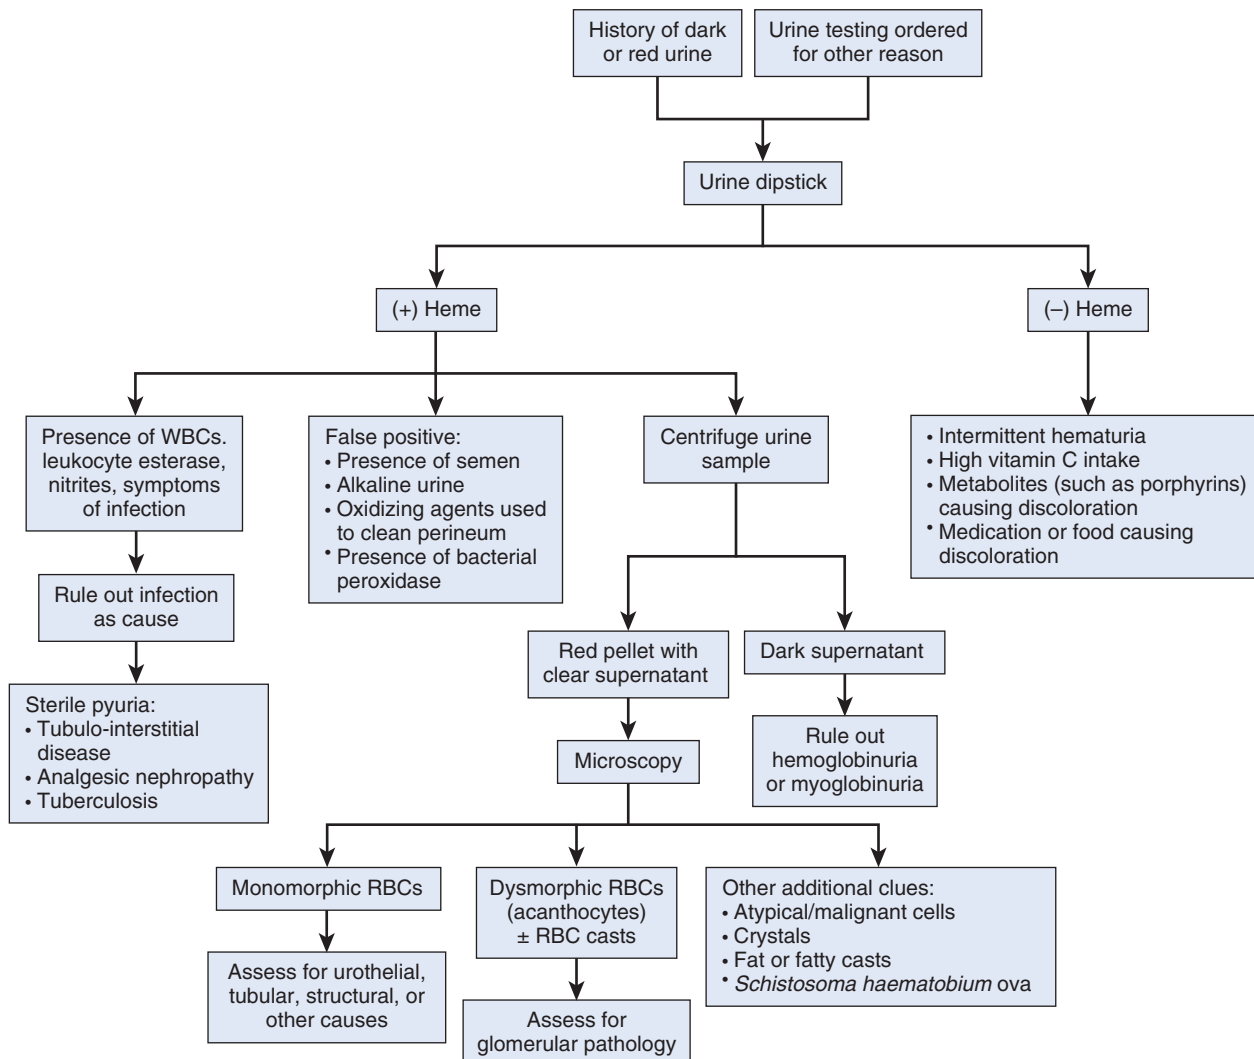 History of dark
or red urine
Urine testing ordered
for other reason
Urine dipstick
(+) Heme
(–) Heme
Presence of WBCs.
leukocyte esterase,
nitrites, symptoms
of infection
False positive:
• Presence of semen
• Alkaline urine
• Oxidizing agents used
to clean perineum
• Presence of bacterial
peroxidase
Centrifuge urine
sample
• Intermittent hematuria
• High vitamin C intake
• Metabolites (such as porphyrins)
causing discoloration
• Medication or food causing
discoloration
Rule out infection
as cause
Red pellet with
clear supernatant
Dark supernatant
Sterile pyuria:
• Tubulo-interstitial
disease
• Analgesic nephropathy
• Tuberculosis
Microscopy
Rule out
hemoglobinuria
or myoglobinuria
Monomorphic RBCs
Dysmorphic RBCs
(acanthocytes)
± RBC casts
Other additional clues:
• Atypical/malignant cells
• Crystals
• Fat or fatty casts
• Schistosoma haematobium ova
Assess for urothelial,
tubular, structural, or
other causes
Assess for
glomerular pathology